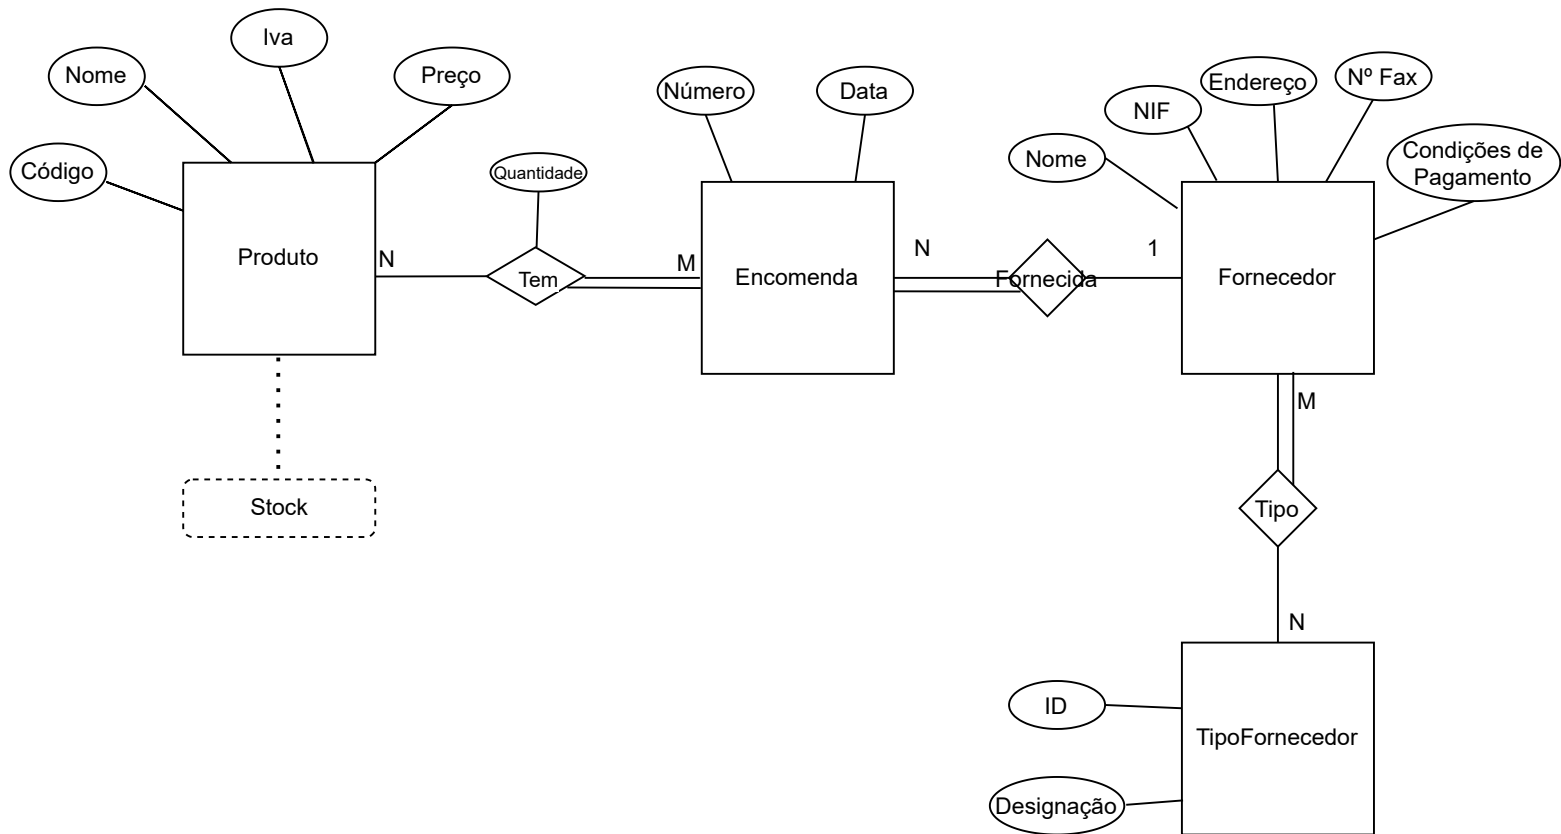 Iva
Nome
Preço
Código
Produto
N
Quantidade
Tem
M
Número
Data
Encomenda
N
Fornecida
1
Nome
NIF
Endereço
Nº Fax
Condições de
Pagamento
Fornecedor
M
Tipo
N
Stock
ID
TipoFornecedor
Designação